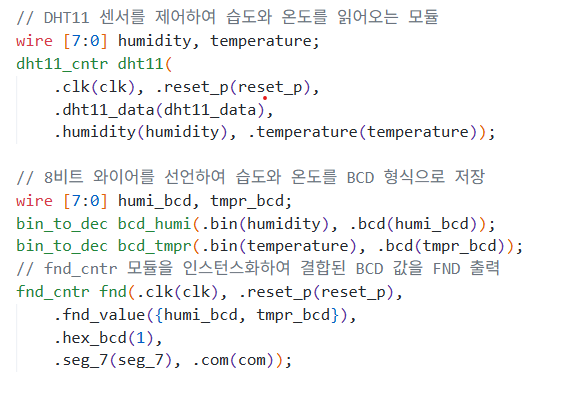 // DHT11 센서를 제어하여 습도와 온도를 읽어오는 모듈
wire [7:0] humidity, temperature;
dht11_cntr dht11(
    .clk(clk), .reset_p(reset_p),
    .dht11_data(dht11_data),
    .humidity(humidity), .temperature(temperature));

// 8비트 와이어를 선언하여 습도와 온도를 BCD 형식으로 저장
wire [7:0] humi_bcd, tmpr_bcd;
bin_to_dec bcd_humi(.bin(humidity), .bcd(humi_bcd));
bin_to_dec bcd_tmpr(.bin(temperature), .bcd(tmpr_bcd));
// fnd_cntr 모듈을 인스턴스화하여 결합된 BCD 값을 FND 출력
fnd_cntr fnd(.clk(clk), .reset_p(reset_p),
    .fnd_value({humi_bcd, tmpr_bcd}),
    .hex_bcd(1),
    .seg_7(seg_7), .com(com));